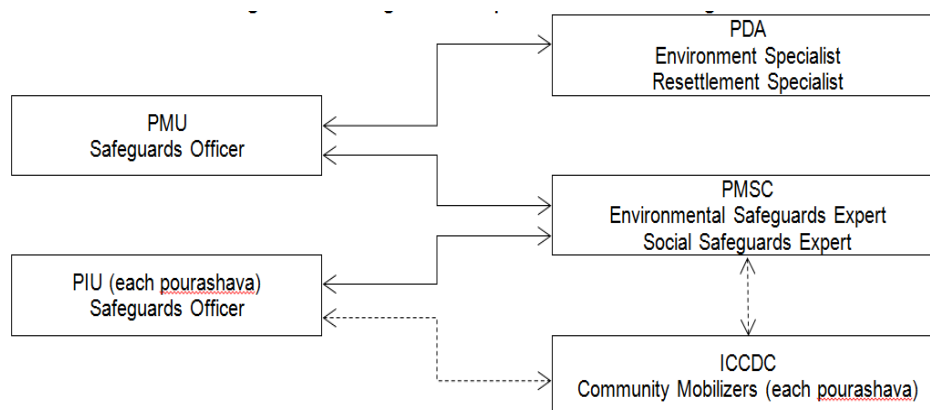 PDA
Environment Specialist
Resettlement Specialist
PMU
Safeguards Officer
PMSC
Environmental Safeguards Expert
Social Safeguards Expert
PIU (each pourashava)
Safeguards Officer
ICCDC
Community Mobilizers (each pourashava)